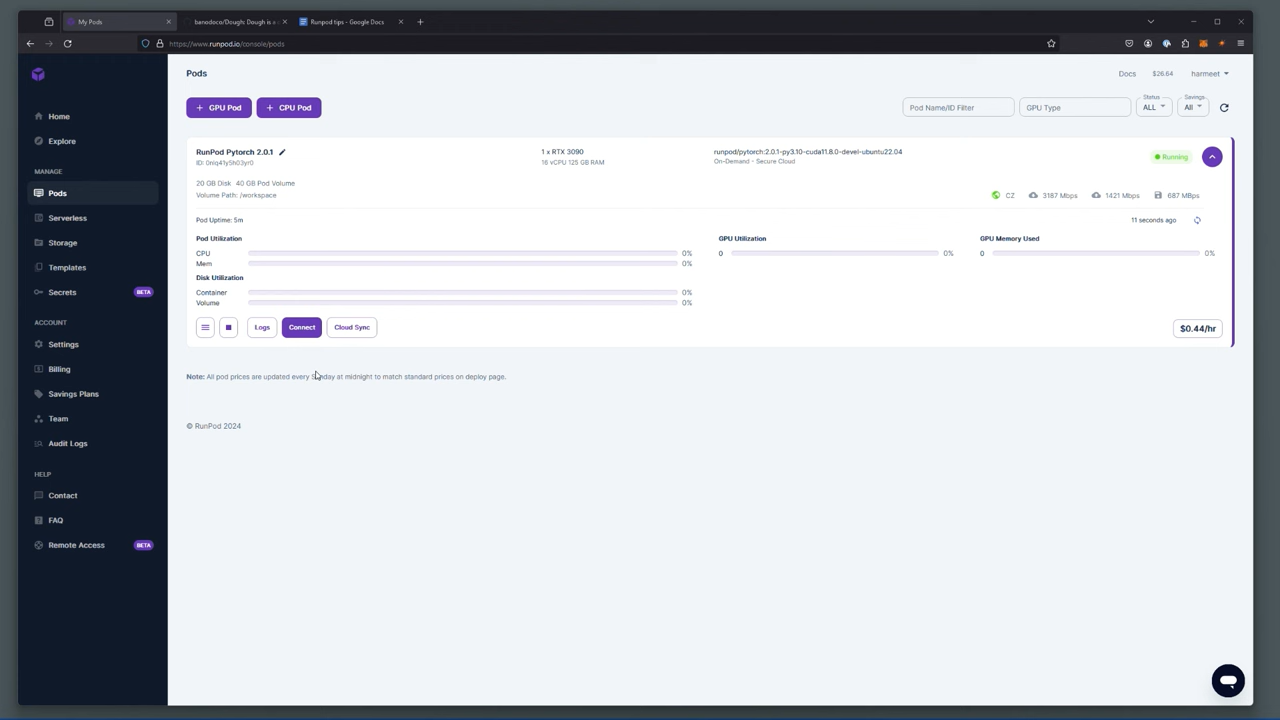 My Pods
banodoco/Dough: Dough is a
Runpod tips - Google Docs
https://www.runpod.io/console/pods
Pods
Docs
$26.64
harmeet
GPU Pod
CPU Pod
Pod Name/ID Filter
GPU Type
Status
ALL
Savings
All
Home
Explore
MANAGE
Pods
Serverless
Storage
Templates
Secrets
BETA
ACCOUNT
Settings
Billing
Savings Plans
Team
Audit Logs
HELP
Contact
FAQ
Remote Access
BETA
RunPod Pytorch 2.0.1
ID: 0niq41y5h03yr0
1 x RTX 3090
16 vCPU 125 GB RAM
runpod/pytorch:2.0.1-py3.10-cuda11.8.0-devel-ubuntu22.04
On-Demand - Secure Cloud
Running
20 GB Disk 40 GB Pod Volume
Volume Path: /workspace
CZ
3187 Mbps
1421 Mbps
687 MBps
Pod Uptime: 5m
11 seconds ago
Pod Utilization
CPU
0%
Mem
0%
Disk Utilization
Container
0%
Volume
0%
GPU Utilization
0
0%
GPU Memory Used
0
0%
Logs
Connect
Cloud Sync
$0.44/hr
Note: All pod prices are updated every Sunday at midnight to match standard prices on deploy page.
© RunPod 2024